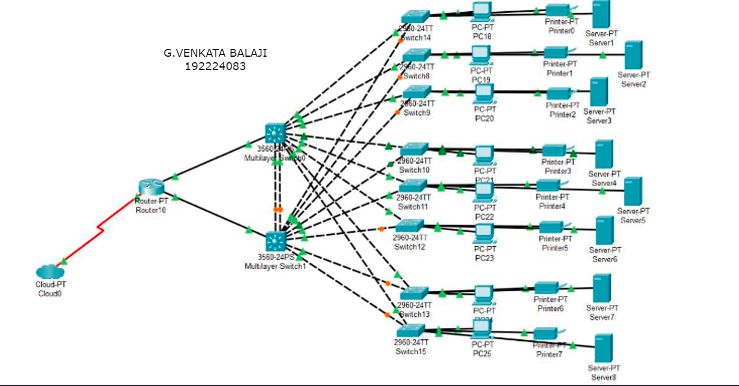 G.VENKATA BALAJI
192224083
2960-24TT
Switch14
PC-PT
PC18
Printer-PT
Printer0
Server-PT
Server1
2960-24TT
Switch8
PC-PT
PC19
Printer-PT
Printer1
Server-PT
Server2
2960-24TT
Switch9
PC-PT
PC20
Printer-PT
Printer2
Server-PT
Server3
Multilayer Switch0
2960-24TT
Switch10
PC-PT
PC21
Printer-PT
Printer3
Server-PT
Server4
2960-24TT
Switch11
PC-PT
PC22
Printer-PT
Printer4
Server-PT
Server5
Router-PT
Router10
2960-24TT
Switch12
PC-PT
PC23
Printer-PT
Printer5
Server-PT
Server6
3560-24PS
Multilayer Switch1
Cloud-PT
Cloud0
2960-24TT
Switch13
PC-PT
Printer-PT
Printer6
Server-PT
Server7
2960-24TT
Switch15
PC-PT
PC25
Printer-PT
Printer7
Server-PT
Server8